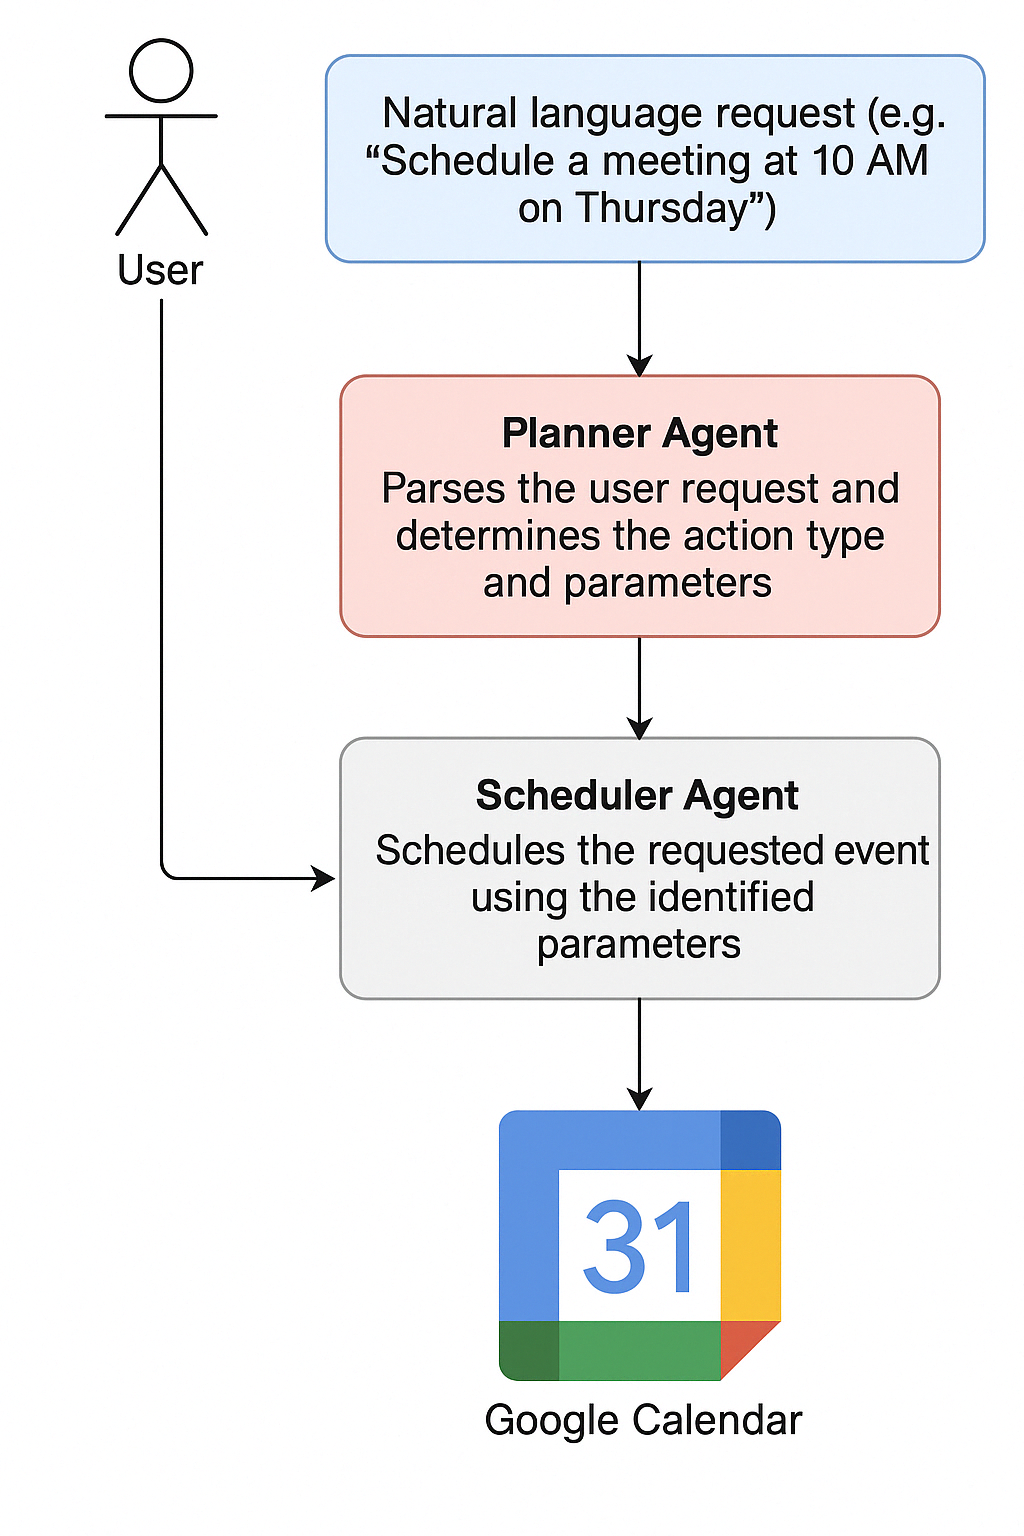 User
Natural language request (e.g.
“Schedule a meeting at 10 AM
on Thursday”)
Planner Agent
Parses the user request and
determines the action type
and parameters
Scheduler Agent
Schedules the requested event
using the identified
parameters
31
Google Calendar